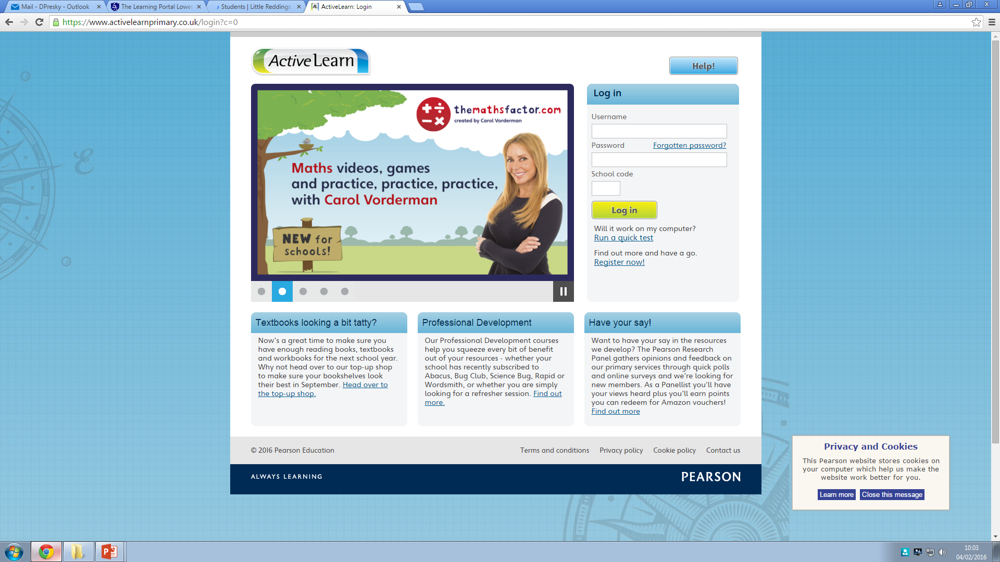 Mail - DPresky - Outlook
The Learning Portal Lower
Students | Little Reddings
ActiveLearn: Login
https://www.activelearnprimary.co.uk/login?c=0
ActiveLearn
Help!
themathsfactor.com
created by Carol Vorderman
Maths videos, games
and practice, practice, practice,
with Carol Vorderman
NEW for
schools!
Log in
Username
Password
Forgotten password?
School code
Log in
Will it work on my computer?
Run a quick test
Find out more and have a go.
Register now!
Textbooks looking a bit tatty?
Now's a great time to make sure you
have enough reading books, textbooks
and workbooks for the next school year.
Why not head over to our top-up shop
to make sure your bookshelves look
their best in September. Head over to
the top-up shop.
Professional Development
Our Professional Development courses
help you squeeze every bit of benefit
out of your resources - whether your
school has recently subscribed to
Abacus, Bug Club, Science Bug, Rapid or
Wordsmith, or whether you are simply
looking for a refresher session. Find out
more.
Have your say!
Want to have your say in the resources
we develop? The Pearson Research
Panel gathers opinions and feedback on
our primary services through quick polls
and online surveys and we're looking for
new members. As a Panellist you'll have
your views heard plus you'll earn points
you can redeem for Amazon vouchers!
Find out more
© 2016 Pearson Education
Terms and conditions
Privacy policy
Cookie policy
Contact us
ALWAYS LEARNING
PEARSON
Privacy and Cookies
This Pearson website stores cookies on
your computer which help us make the
website work better for you.
Learn more
Close this message
10:03
04/02/2016